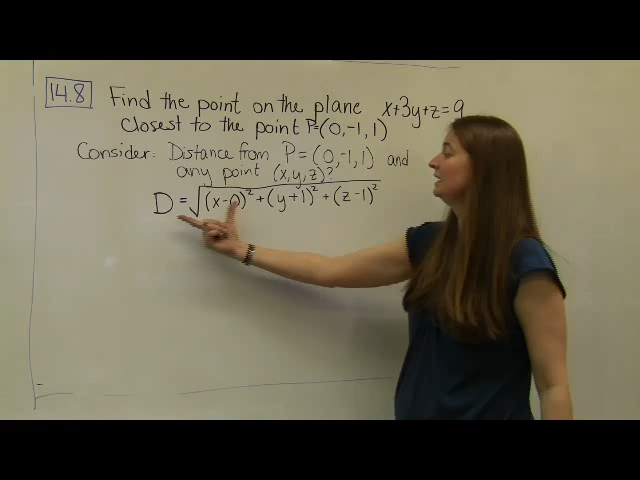 14.8 Find the point on the plane x+3y+z=9
closest to the point P=(0,-1,1)
Consider: Distance from P=(0,-1,1) and
any point (x,y,z)?
D = √(x-0)²+(y+1)²+(z-1)²